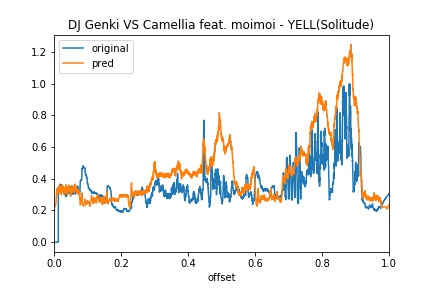 DJ Genki VS Camellia feat. moimoi - YELL(Solitude)
original
pred
1.2
1.0
0.8
0.6
0.4
0.2
0.0
0.0 0.2 0.4 0.6 0.8 1.0
offset